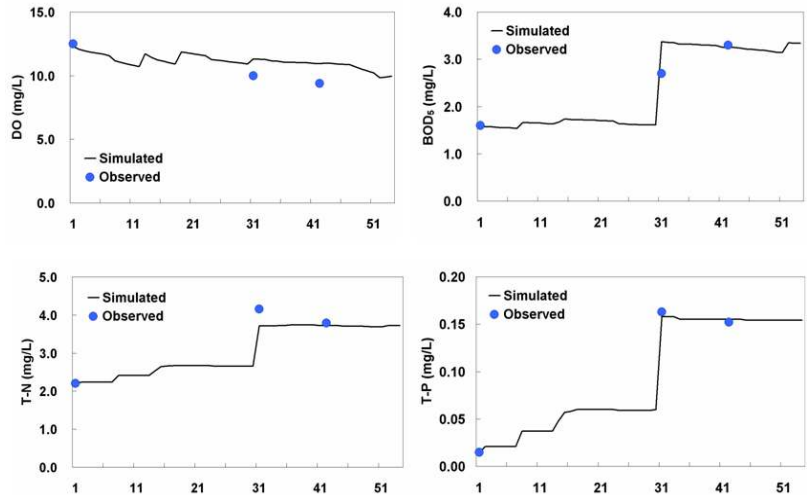 15.0
10.0
5.0
0.0
DO (mg/L)
Simulated
Observed
1 11 21 31 41 51
4.0
3.0
2.0
1.0
0.0
BOD₅ (mg/L)
Simulated
Observed
1 11 21 31 41 51
5.0
4.0
3.0
2.0
1.0
0.0
T-N (mg/L)
Simulated
Observed
1 11 21 31 41 51
0.20
0.15
0.10
0.05
0.00
T-P (mg/L)
Simulated
Observed
1 11 21 31 41 51